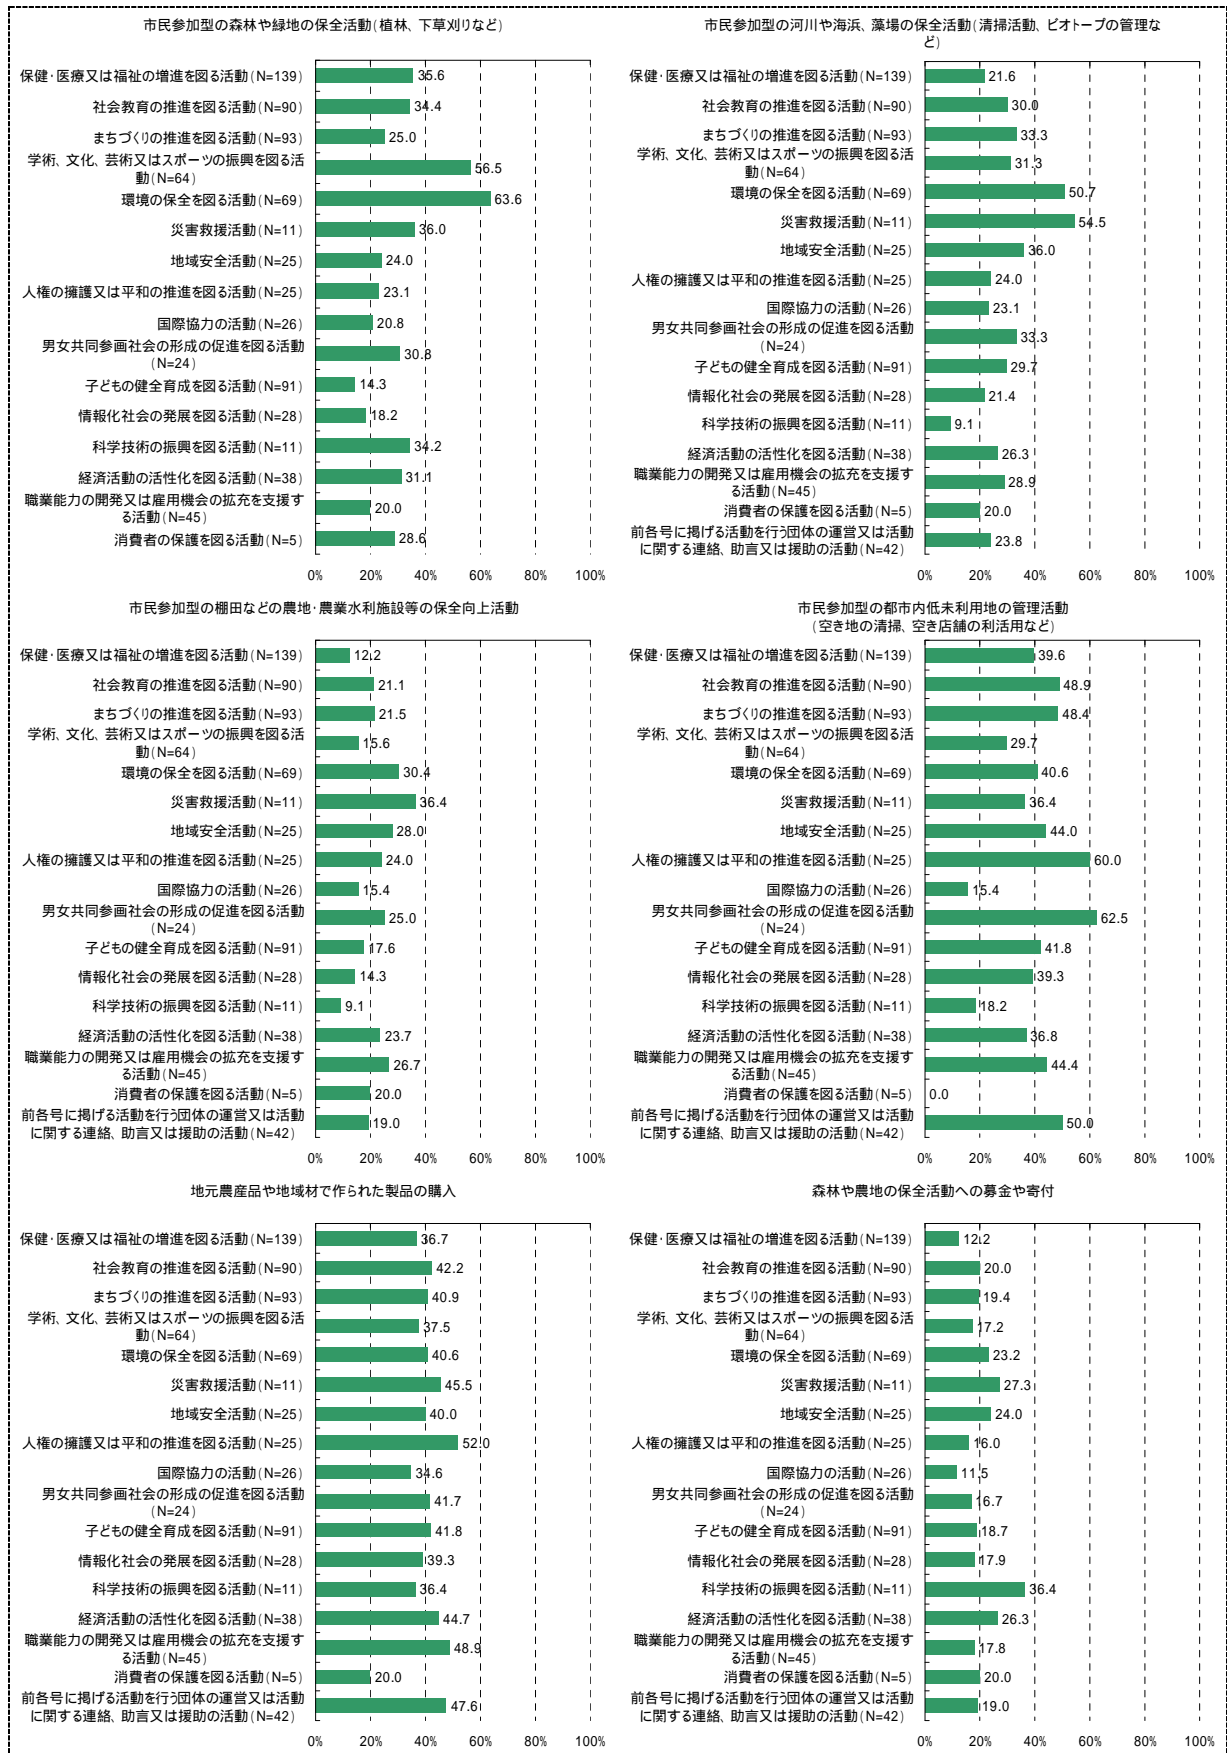 市民参加型の森林や緑地の保全活動(植林、下草刈りなど)
保健・医療又は福祉の増進を図る活動(N=139) 35.6
社会教育の推進を図る活動(N=90) 34.4
まちづくりの推進を図る活動(N=93) 25.0
学術、文化、芸術又はスポーツの振興を図る活
動(N=64) 56.5
環境の保全を図る活動(N=69) 63.6
災害救援活動(N=11) 36.0
地域安全活動(N=25) 24.0
人権の擁護又は平和の推進を図る活動(N=25) 23.1
国際協力の活動(N=26) 20.8
男女共同参画社会の形成の促進を図る活動
(N=24) 30.8
子どもの健全育成を図る活動(N=91) 14.3
情報化社会の発展を図る活動(N=28) 18.2
科学技術の振興を図る活動(N=11) 34.2
経済活動の活性化を図る活動(N=38) 31.1
職業能力の開発又は雇用機会の拡充を支援す
る活動(N=45) 20.0
消費者の保護を図る活動(N=5) 28.6
0% 20% 40% 60% 80% 100%
市民参加型の河川や海浜、藻場の保全活動(清掃活動、ビオトープの管理な
ど)
保健・医療又は福祉の増進を図る活動(N=139) 21.6
社会教育の推進を図る活動(N=90) 30.0
まちづくりの推進を図る活動(N=93) 33.3
学術、文化、芸術又はスポーツの振興を図る活
動(N=64) 31.3
環境の保全を図る活動(N=69) 50.7
災害救援活動(N=11) 54.5
地域安全活動(N=25) 36.0
人権の擁護又は平和の推進を図る活動(N=25) 24.0
国際協力の活動(N=26) 23.1
男女共同参画社会の形成の促進を図る活動
(N=24) 33.3
子どもの健全育成を図る活動(N=91) 29.7
情報化社会の発展を図る活動(N=28) 21.4
科学技術の振興を図る活動(N=11) 9.1
経済活動の活性化を図る活動(N=38) 26.3
職業能力の開発又は雇用機会の拡充を支援す
る活動(N=45) 28.9
消費者の保護を図る活動(N=5) 20.0
前各号に掲げる活動を行う団体の運営又は活動
に関する連絡、助言又は援助の活動(N=42) 23.8
0% 20% 40% 60% 80% 100%
市民参加型の棚田などの農地・農業水利施設等の保全向上活動
保健・医療又は福祉の増進を図る活動(N=139) 12.2
社会教育の推進を図る活動(N=90) 21.1
まちづくりの推進を図る活動(N=93) 21.5
学術、文化、芸術又はスポーツの振興を図る活
動(N=64) 15.6
環境の保全を図る活動(N=69) 30.4
災害救援活動(N=11) 36.4
地域安全活動(N=25) 28.0
人権の擁護又は平和の推進を図る活動(N=25) 24.0
国際協力の活動(N=26) 15.4
男女共同参画社会の形成の促進を図る活動
(N=24) 25.0
子どもの健全育成を図る活動(N=91) 17.6
情報化社会の発展を図る活動(N=28) 14.3
科学技術の振興を図る活動(N=11) 9.1
経済活動の活性化を図る活動(N=38) 23.7
職業能力の開発又は雇用機会の拡充を支援す
る活動(N=45) 26.7
消費者の保護を図る活動(N=5) 20.0
前各号に掲げる活動を行う団体の運営又は活動
に関する連絡、助言又は援助の活動(N=42) 19.0
0% 20% 40% 60% 80% 100%
市民参加型の都市内低未利用地の管理活動
(空き地の清掃、空き店舗の利活用など)
保健・医療又は福祉の増進を図る活動(N=139) 39.6
社会教育の推進を図る活動(N=90) 48.9
まちづくりの推進を図る活動(N=93) 48.4
学術、文化、芸術又はスポーツの振興を図る活
動(N=64) 29.7
環境の保全を図る活動(N=69) 40.6
災害救援活動(N=11) 36.4
地域安全活動(N=25) 44.0
人権の擁護又は平和の推進を図る活動(N=25) 60.0
国際協力の活動(N=26) 15.4
男女共同参画社会の形成の促進を図る活動
(N=24) 62.5
子どもの健全育成を図る活動(N=91) 41.8
情報化社会の発展を図る活動(N=28) 39.3
科学技術の振興を図る活動(N=11) 18.2
経済活動の活性化を図る活動(N=38) 36.8
職業能力の開発又は雇用機会の拡充を支援す
る活動(N=45) 44.4
消費者の保護を図る活動(N=5) 0.0
前各号に掲げる活動を行う団体の運営又は活動
に関する連絡、助言又は援助の活動(N=42) 50.0
0% 20% 40% 60% 80% 100%
地元農産品や地域材で作られた製品の購入
保健・医療又は福祉の増進を図る活動(N=139) 36.7
社会教育の推進を図る活動(N=90) 42.2
まちづくりの推進を図る活動(N=93) 40.9
学術、文化、芸術又はスポーツの振興を図る活
動(N=64) 37.5
環境の保全を図る活動(N=69) 40.6
災害救援活動(N=11) 45.5
地域安全活動(N=25) 40.0
人権の擁護又は平和の推進を図る活動(N=25) 52.0
国際協力の活動(N=26) 34.6
男女共同参画社会の形成の促進を図る活動
(N=24) 41.7
子どもの健全育成を図る活動(N=91) 41.8
情報化社会の発展を図る活動(N=28) 39.3
科学技術の振興を図る活動(N=11) 36.4
経済活動の活性化を図る活動(N=38) 44.7
職業能力の開発又は雇用機会の拡充を支援す
る活動(N=45) 48.9
消費者の保護を図る活動(N=5) 20.0
前各号に掲げる活動を行う団体の運営又は活動
に関する連絡、助言又は援助の活動(N=42) 47.6
0% 20% 40% 60% 80% 100%
森林や農地の保全活動への募金や寄付
保健・医療又は福祉の増進を図る活動(N=139) 12.2
社会教育の推進を図る活動(N=90) 20.0
まちづくりの推進を図る活動(N=93) 19.4
学術、文化、芸術又はスポーツの振興を図る活
動(N=64) 17.2
環境の保全を図る活動(N=69) 23.2
災害救援活動(N=11) 27.3
地域安全活動(N=25) 24.0
人権の擁護又は平和の推進を図る活動(N=25) 16.0
国際協力の活動(N=26) 11.5
男女共同参画社会の形成の促進を図る活動
(N=24) 16.7
子どもの健全育成を図る活動(N=91) 18.7
情報化社会の発展を図る活動(N=28) 17.9
科学技術の振興を図る活動(N=11) 36.4
経済活動の活性化を図る活動(N=38) 26.3
職業能力の開発又は雇用機会の拡充を支援す
る活動(N=45) 17.8
消費者の保護を図る活動(N=5) 20.0
前各号に掲げる活動を行う団体の運営又は活動
に関する連絡、助言又は援助の活動(N=42) 19.0
0% 20% 40% 60% 80% 100%